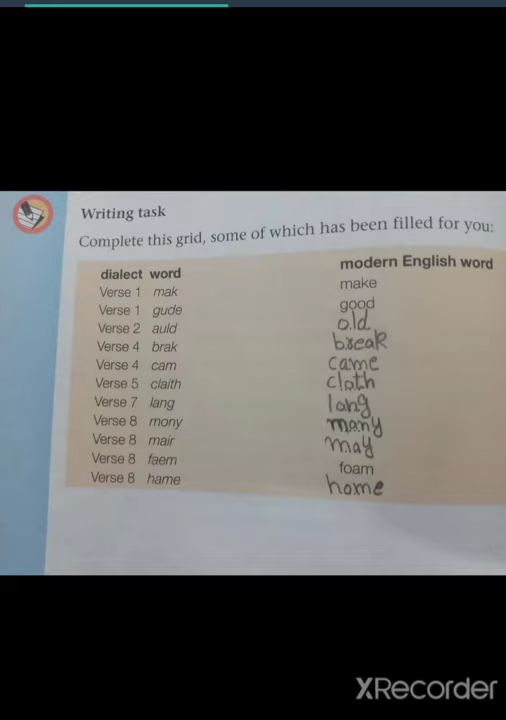 Writing task
Complete this grid, some of which has been filled for you:
dialect word modern English word
Verse 1 mak make
Verse 1 gude good
Verse 2 auld old
Verse 4 brak break
Verse 4 cam came
Verse 5 claith cloth
Verse 7 lang long
Verse 8 mony many
Verse 8 mair may
Verse 8 faem foam
Verse 8 hame home
XRecorder